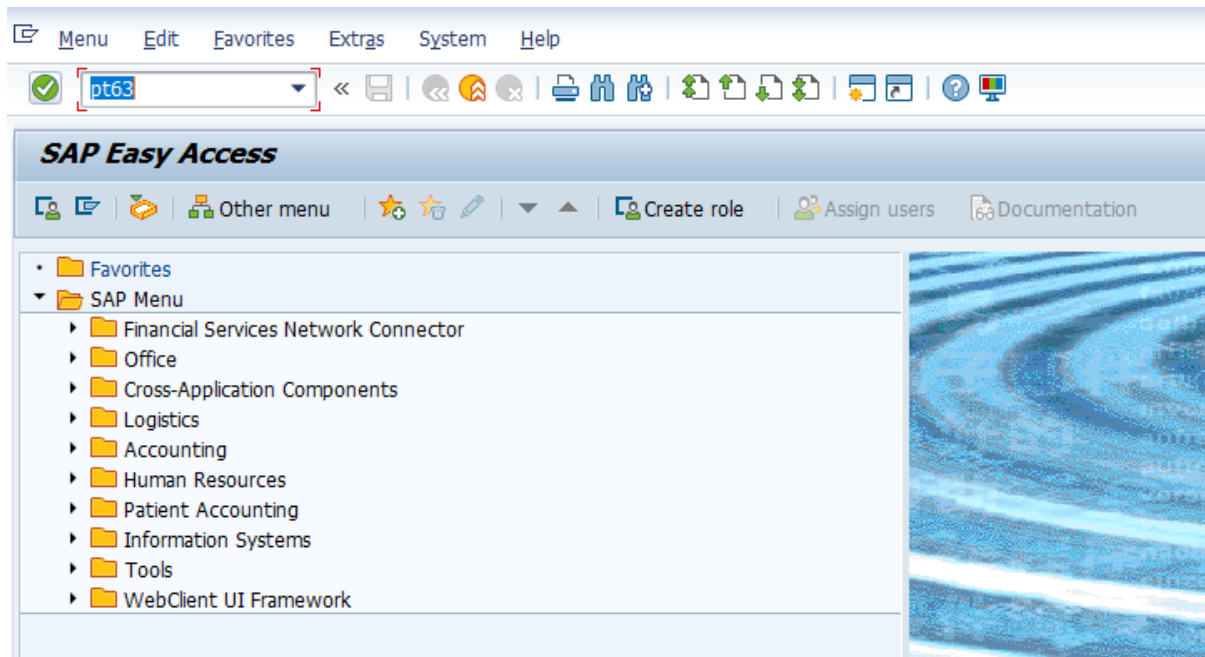 Menu Edit Favorites Extras System Help
pt63
SAP Easy Access
Other menu Create role Assign users Documentation
Favorites
SAP Menu
Financial Services Network Connector
Office
Cross-Application Components
Logistics
Accounting
Human Resources
Patient Accounting
Information Systems
Tools
WebClient UI Framework